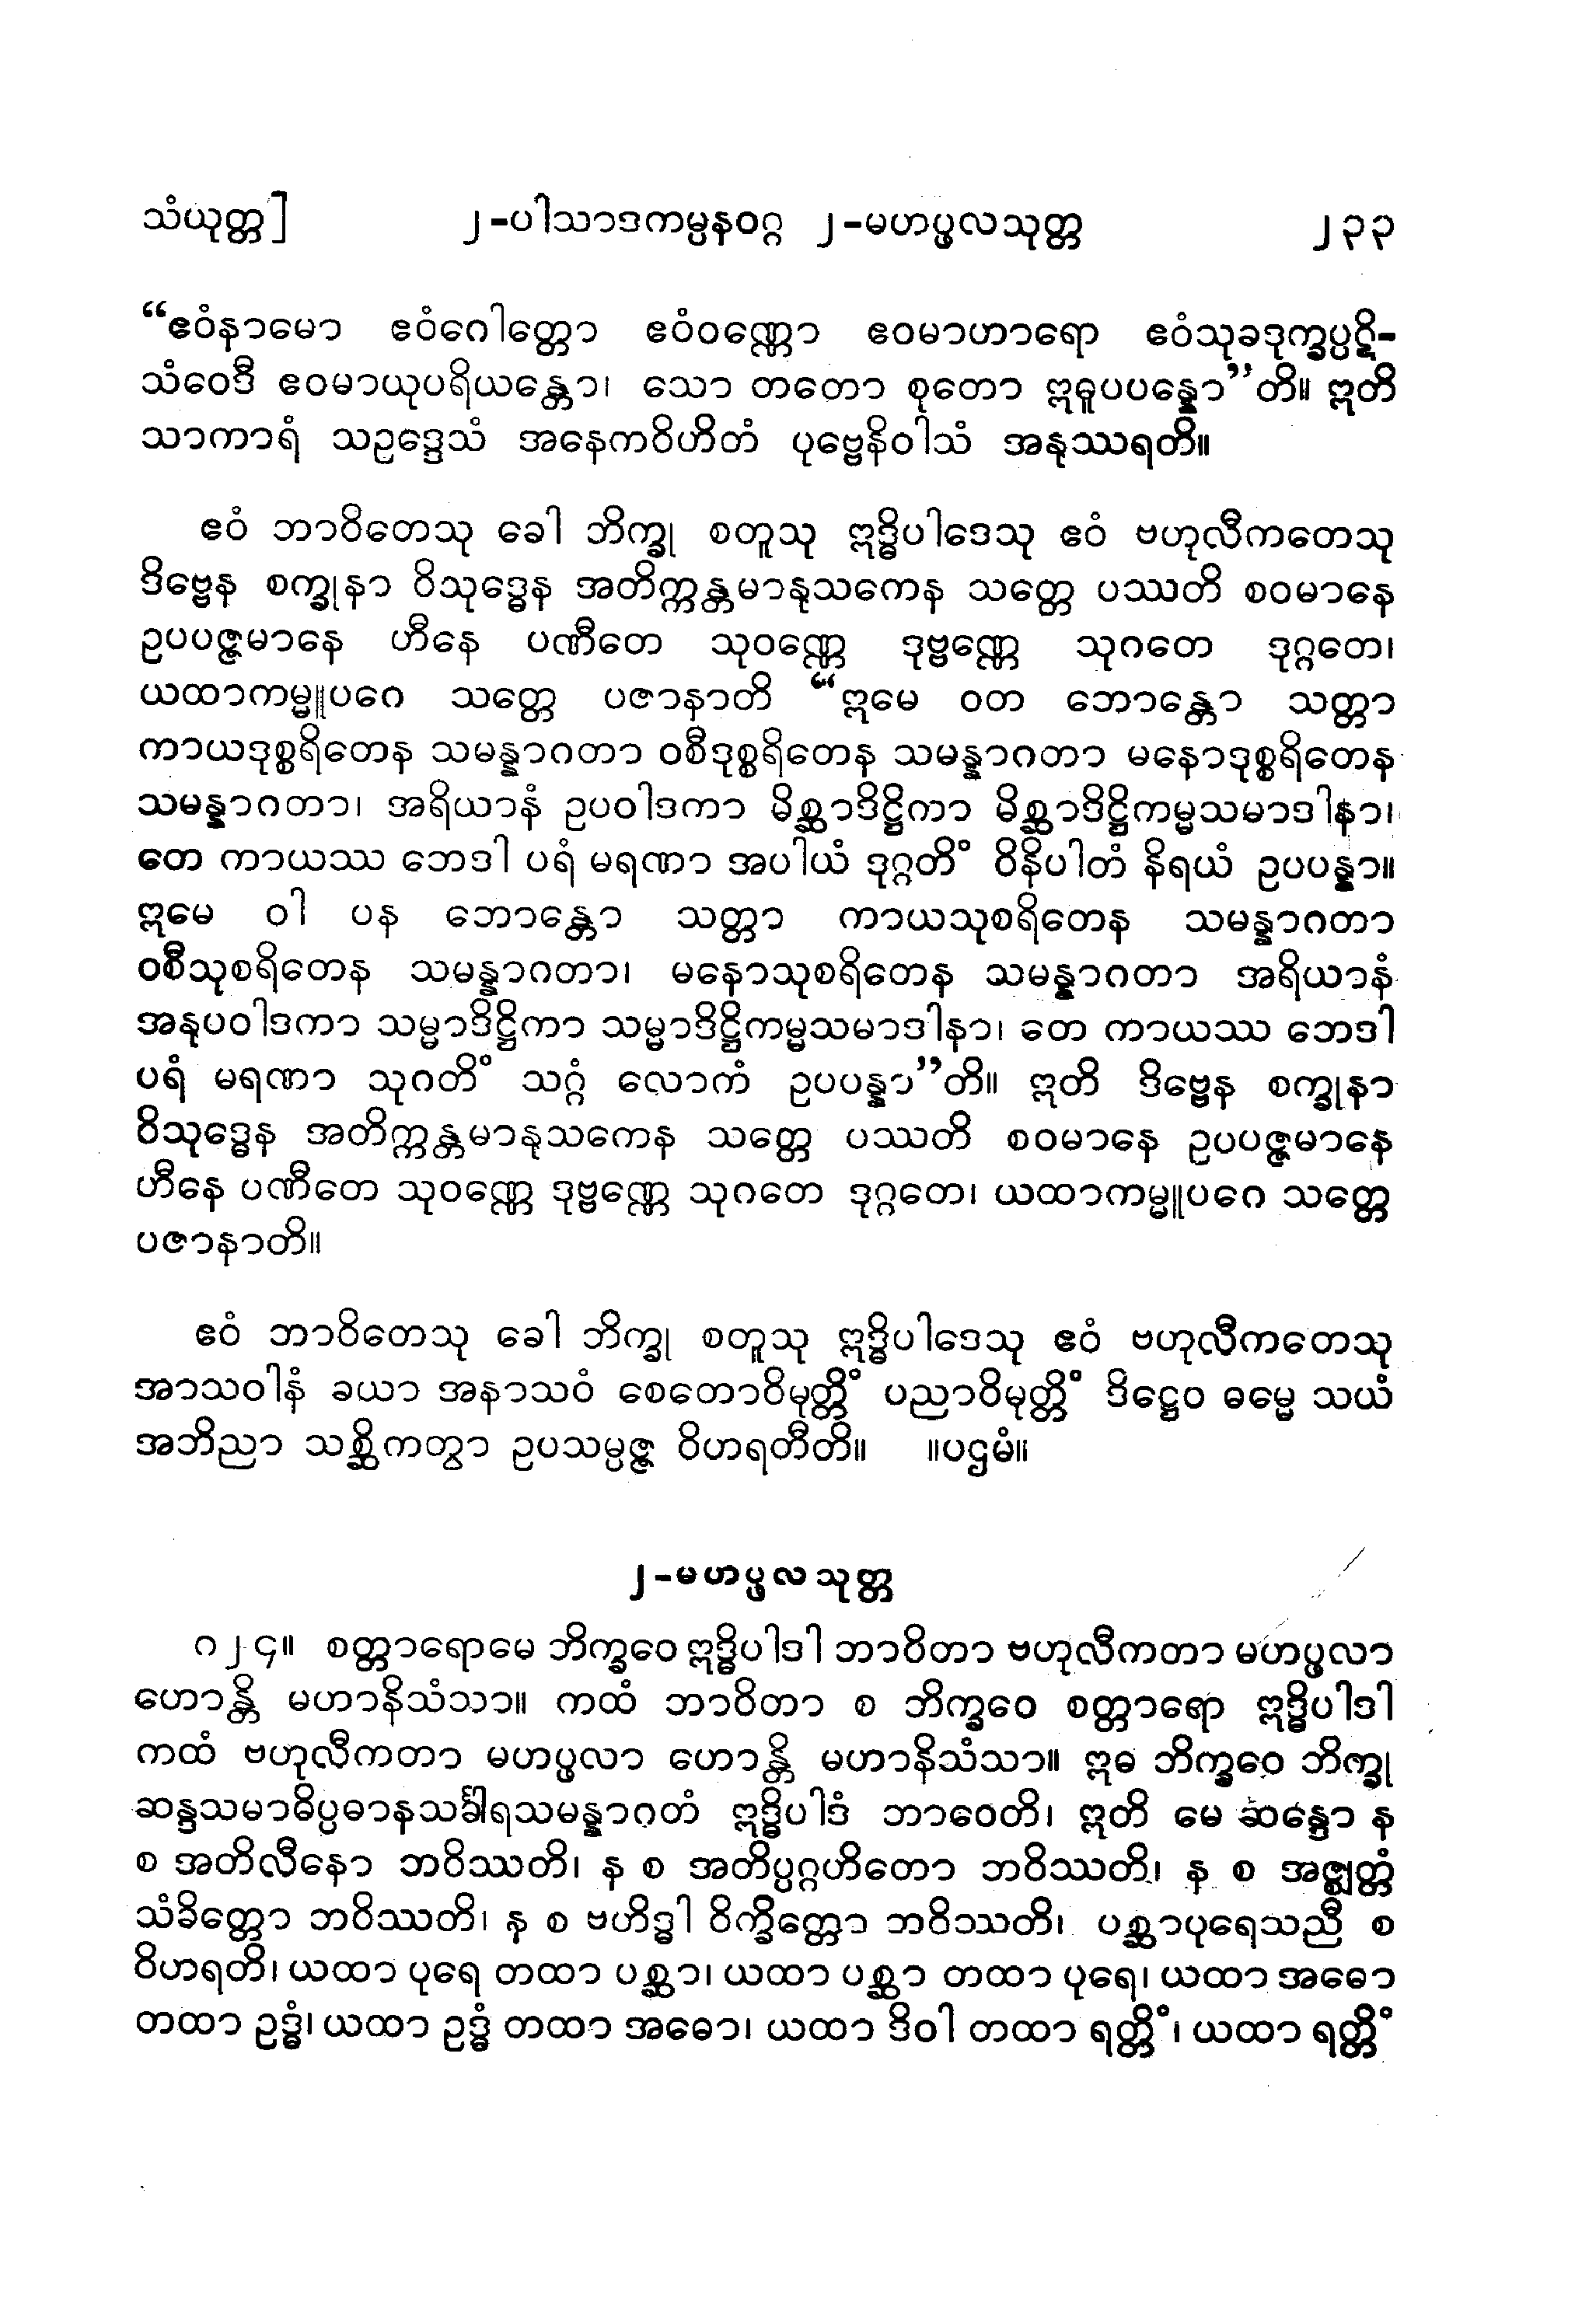 သံယုတ္တ] ၂-ပါသာဒကမ္ပနဝဂ္ဂ ၂-မဟပ္ဖလသုတ္တ ၂၃၃
“ဧဝံနာမော ဧဝံဂေါတ္တော ဧဝံဝဏ္ဏော ဧဝမာဟာရော ဧဝံသုခဒုက္ခပ္ပဋိ-
သံဝေဒီ ဧဝမာယုပရိယန္တော၊ သော တတော စုတော ဣဓူပပန္နော”တိ။ ဣတိ
သာကာရံ သဥဒ္ဒေသံ အနေကဝိဟိတံ ပုဗ္ဗေနိဝါသံ အနုဿရတိ။
ဧဝံ ဘာဝိတေသု ခေါ ဘိက္ခု စတူသု ဣဒ္ဓိပါဒေသု ဧဝံ ဗဟုလီကတေသု
ဒိဗ္ဗေန စက္ခုနာ ဝိသုဒ္ဓေန အတိက္ကန္တမာနုသကေန သတ္တေ ပဿတိ စဝမာနေ
ဥပပဇ္ဇမာနေ ဟီနေ ပဏီတေ သုဝဏ္ဏေ ဒုဗ္ဗဏ္ဏေ သုဂတေ ဒုဂ္ဂတေ၊
ယထာကမ္မူပဂေ သတ္တေ ပဇာနာတိ “ဣမေ ဝတ ဘောန္တော သတ္တာ
ကာယဒုစ္စရိတေန သမန္နာဂတာ ဝစီဒုစ္စရိတေန သမန္နာဂတာ မနောဒုစ္စရိတေန
သမန္နာဂတာ၊ အရိယာနံ ဥပဝါဒကာ မိစ္ဆာဒိဋ္ဌိကာ မိစ္ဆာဒိဋ္ဌိကမ္မသမာဒါနာ၊
တေ ကာယဿ ဘေဒါ ပရံ မရဏာ အပါယံ ဒုဂ္ဂတိံ ဝိနိပါတံ နိရယံ ဥပပန္နာ။
ဣမေ ဝါ ပန ဘောန္တော သတ္တာ ကာယသုစရိတေန သမန္နာဂတာ
ဝစီသုစရိတေန သမန္နာဂတာ၊ မနောသုစရိတေန သမန္နာဂတာ အရိယာနံ
အနုပဝါဒကာ သမ္မာဒိဋ္ဌိကာ သမ္မာဒိဋ္ဌိကမ္မသမာဒါနာ၊ တေ ကာယဿ ဘေဒါ
ပရံ မရဏာ သုဂတိံ သဂ္ဂံ လောကံ ဥပပန္နာ”တိ။ ဣတိ ဒိဗ္ဗေန စက္ခုနာ
ဝိသုဒ္ဓေန အတိက္ကန္တမာနုသကေန သတ္တေ ပဿတိ စဝမာနေ ဥပပဇ္ဇမာနေ
ဟီနေ ပဏီတေ သုဝဏ္ဏေ ဒုဗ္ဗဏ္ဏေ သုဂတေ ဒုဂ္ဂတေ၊ ယထာကမ္မူပဂေ သတ္တေ
ပဇာနာတိ။
ဧဝံ ဘာဝိတေသု ခေါ ဘိက္ခု စတူသု ဣဒ္ဓိပါဒေသု ဧဝံ ဗဟုလီကတေသု
အာသဝါနံ ခယာ အနာသဝံ စေတောဝိမုတ္တိံ ပညာဝိမုတ္တိံ ဒိဋ္ဌေဝ ဓမ္မေ သယံ
အဘိညာ သစ္ဆိကတွာ ဥပသမ္ပဇ္ဇ ဝိဟရတီတိ။ ။ပဌမံ။
၂-မဟပ္ဖလသုတ္တ
၈၂၄။ စတ္တာရောမေ ဘိက္ခဝေ ဣဒ္ဓိပါဒါ ဘာဝိတာ ဗဟုလီကတာ မဟပ္ဖလာ
ဟောန္တိ မဟာနိသံသာ။ ကထံ ဘာဝိတာ စ ဘိက္ခဝေ စတ္တာရော ဣဒ္ဓိပါဒါ
ကထံ ဗဟုလီကတာ မဟပ္ဖလာ ဟောန္တိ မဟာနိသံသာ။ ဣဓ ဘိက္ခဝေ ဘိက္ခု
ဆန္ဒသမာဓိပ္ပဓာနသင်္ခါရသမန္နာဂတံ ဣဒ္ဓိပါဒံ ဘာဝေတိ၊ ဣတိ မေ ဆန္ဒော န
စ အတိလီနော ဘဝိဿတိ၊ န စ အတိပ္ပဂ္ဂဟိတော ဘဝိဿတိ၊ န စ အဇ္ဈတ္တံ
သံခိတ္တော ဘဝိဿတိ၊ န စ ဗဟိဒ္ဓါ ဝိက္ခိတ္တော ဘဝိဿတိ၊ ပစ္ဆာပုရေသညီ စ
ဝိဟရတိ၊ ယထာ ပုရေ တထာ ပစ္ဆာ၊ ယထာ ပစ္ဆာ တထာ ပုရေ၊ ယထာ အဓော
တထာ ဥဒ္ဓံ၊ ယထာ ဥဒ္ဓံ တထာ အဓော၊ ယထာ ဒိဝါ တထာ ရတ္တိံ၊ ယထာ ရတ္တိံ